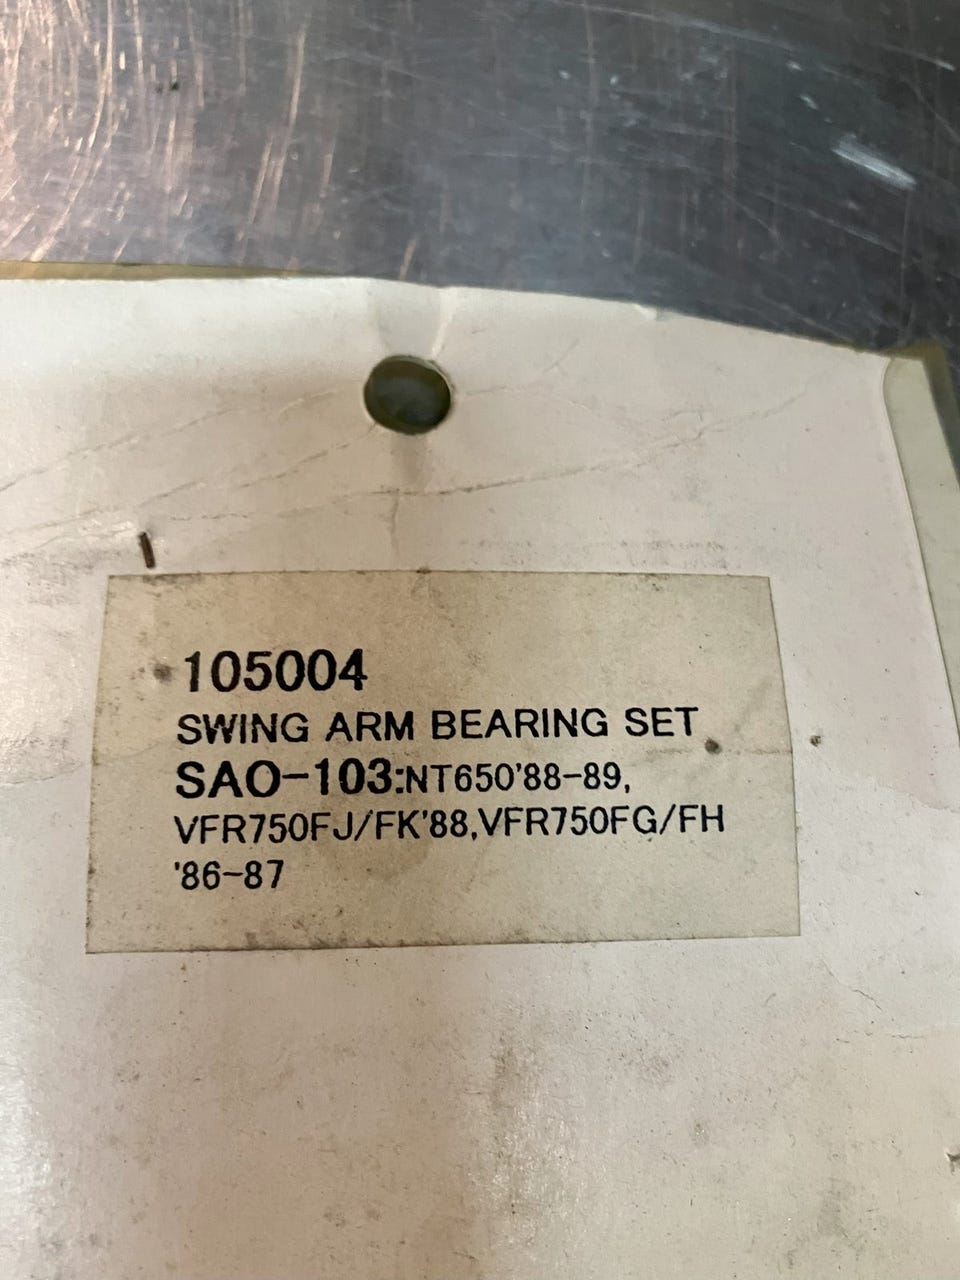 105004
SWING ARM BEARING SET
SAO-103:NT650'88-89,
VFR750FJ/FK'88,VFR750FG/FH
'86-87